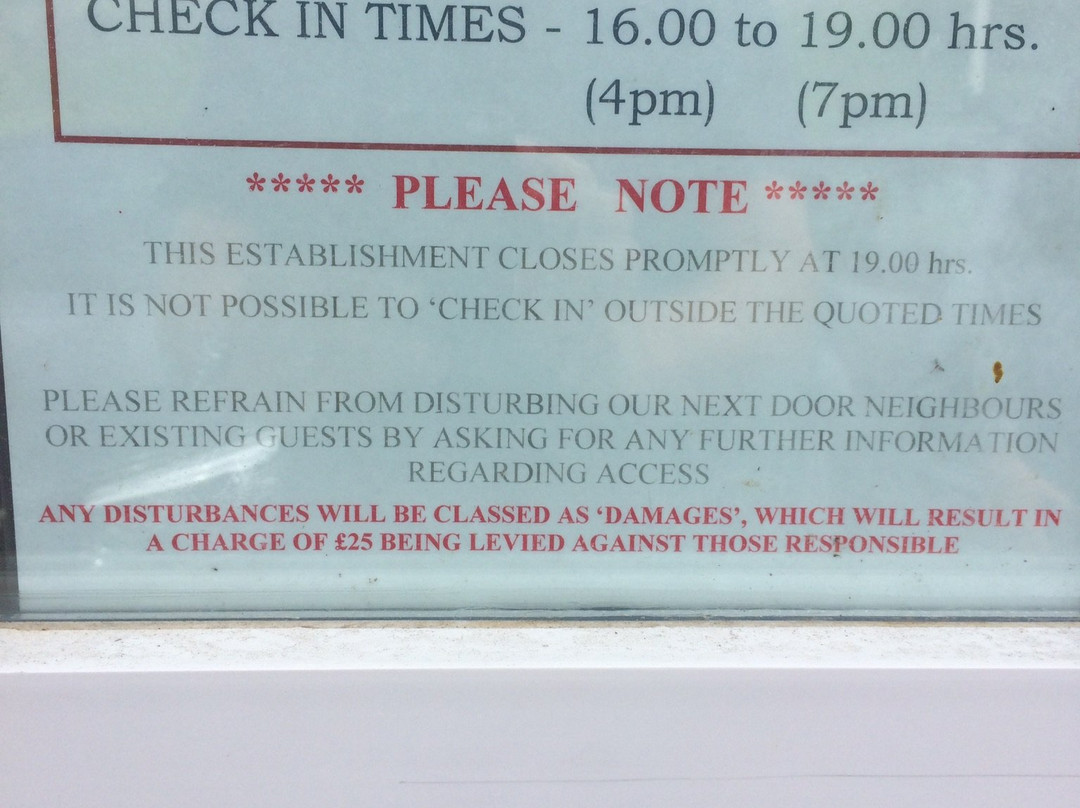 CHECK IN TIMES - 16.00 to 19.00 hrs.
(4pm) (7pm)
***** PLEASE NOTE *****
THIS ESTABLISHMENT CLOSES PROMPTLY AT 19.00 hrs.
IT IS NOT POSSIBLE TO ‘CHECK IN’ OUTSIDE THE QUOTED TIMES
PLEASE REFRAIN FROM DISTURBING OUR NEXT DOOR NEIGHBOURS
OR EXISTING GUESTS BY ASKING FOR ANY FURTHER INFORMATION
REGARDING ACCESS
ANY DISTURBANCES WILL BE CLASSED AS ‘DAMAGES’, WHICH WILL RESULT IN
A CHARGE OF £25 BEING LEVIED AGAINST THOSE RESPONSIBLE